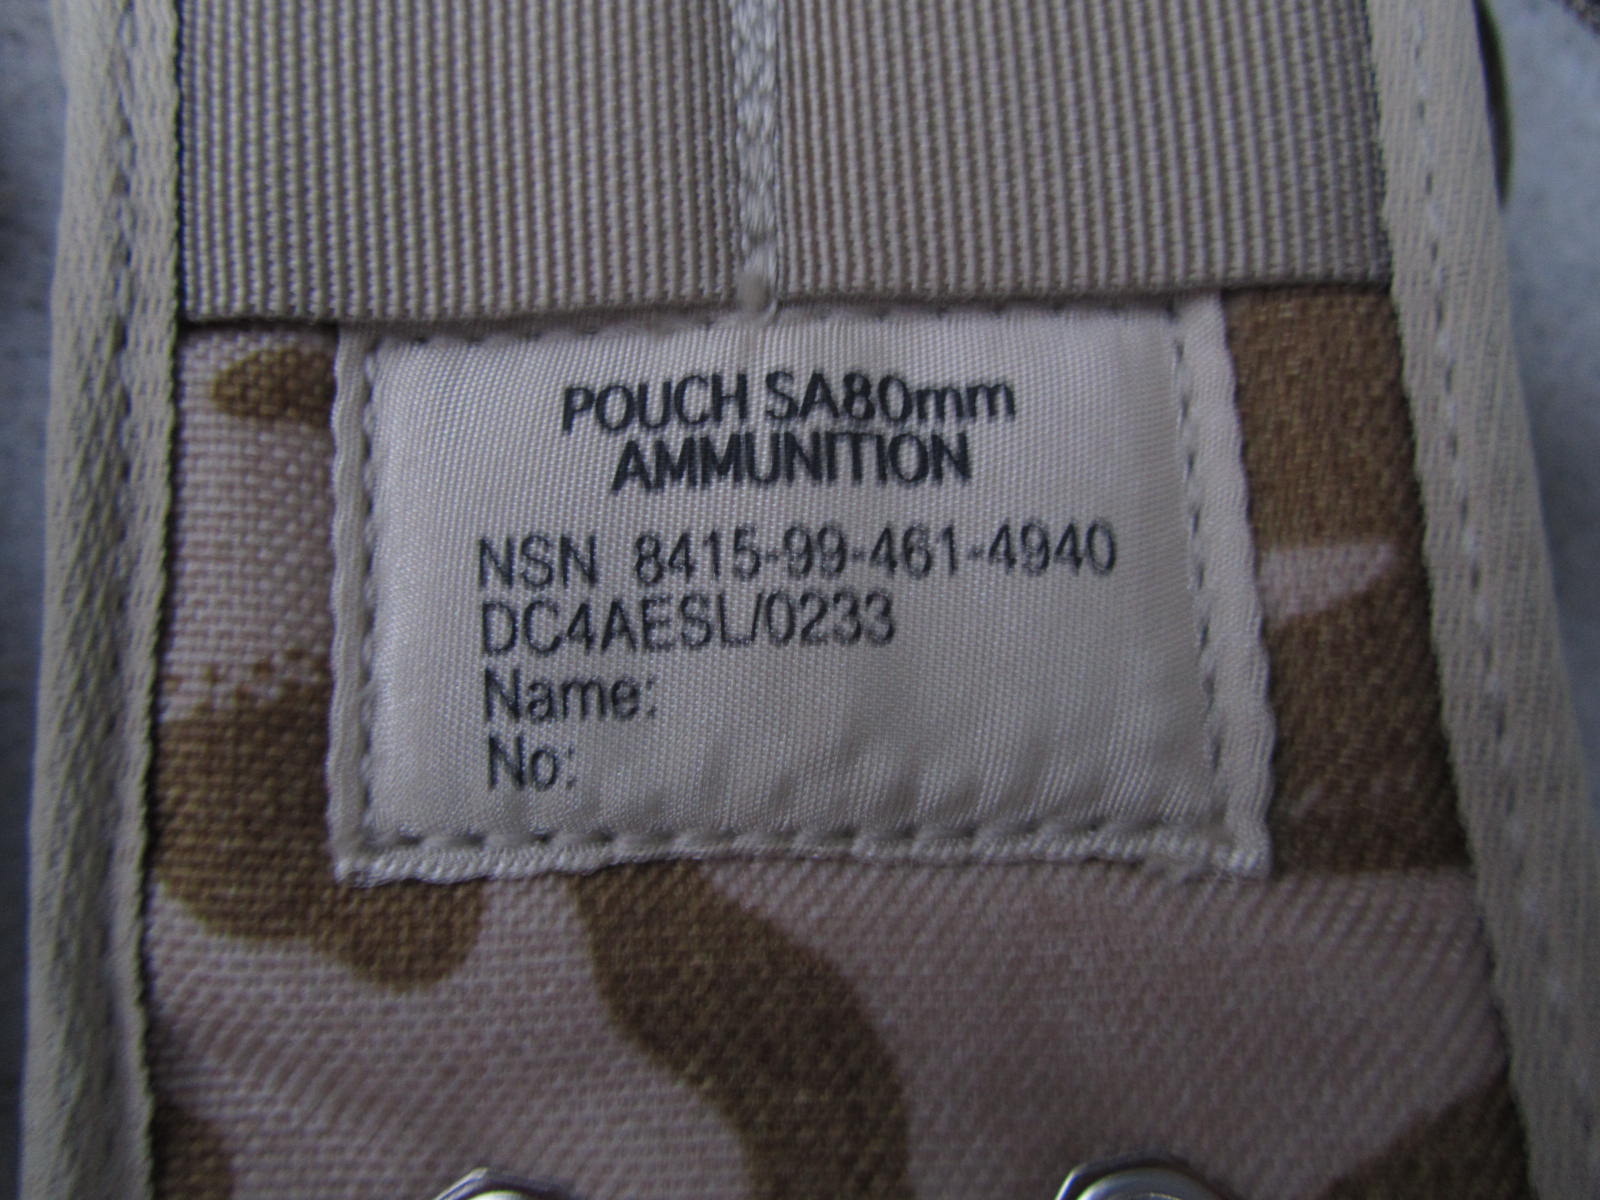 POUCH SA80mm
AMMUNITION
NSN 8415-99-461-4940
DC4AESL/0233
Name:
No: